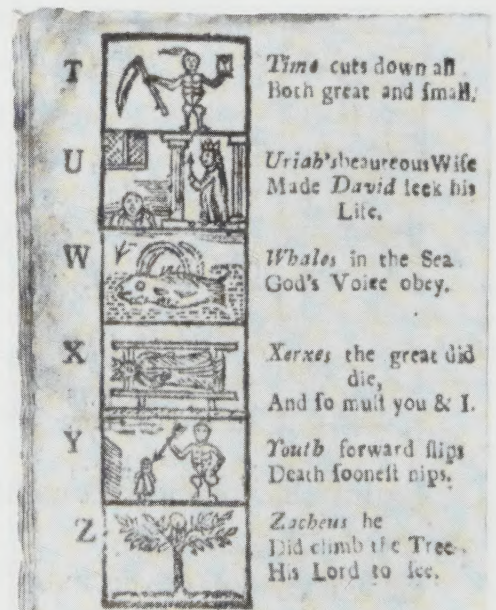 T
Time cuts down all
Both great and ſmall.
U
Uriah's beauteous Wife
Made David ſeek his
Life.
W
Whales in the Sea
God's Voice obey.
X
Xerxes the great did
die,
And ſo muſt you & I.
Y
Youth forward ſlips
Death ſooneſt nips.
Z
Zacheus he
Did climb the Tree
His Lord to ſee.